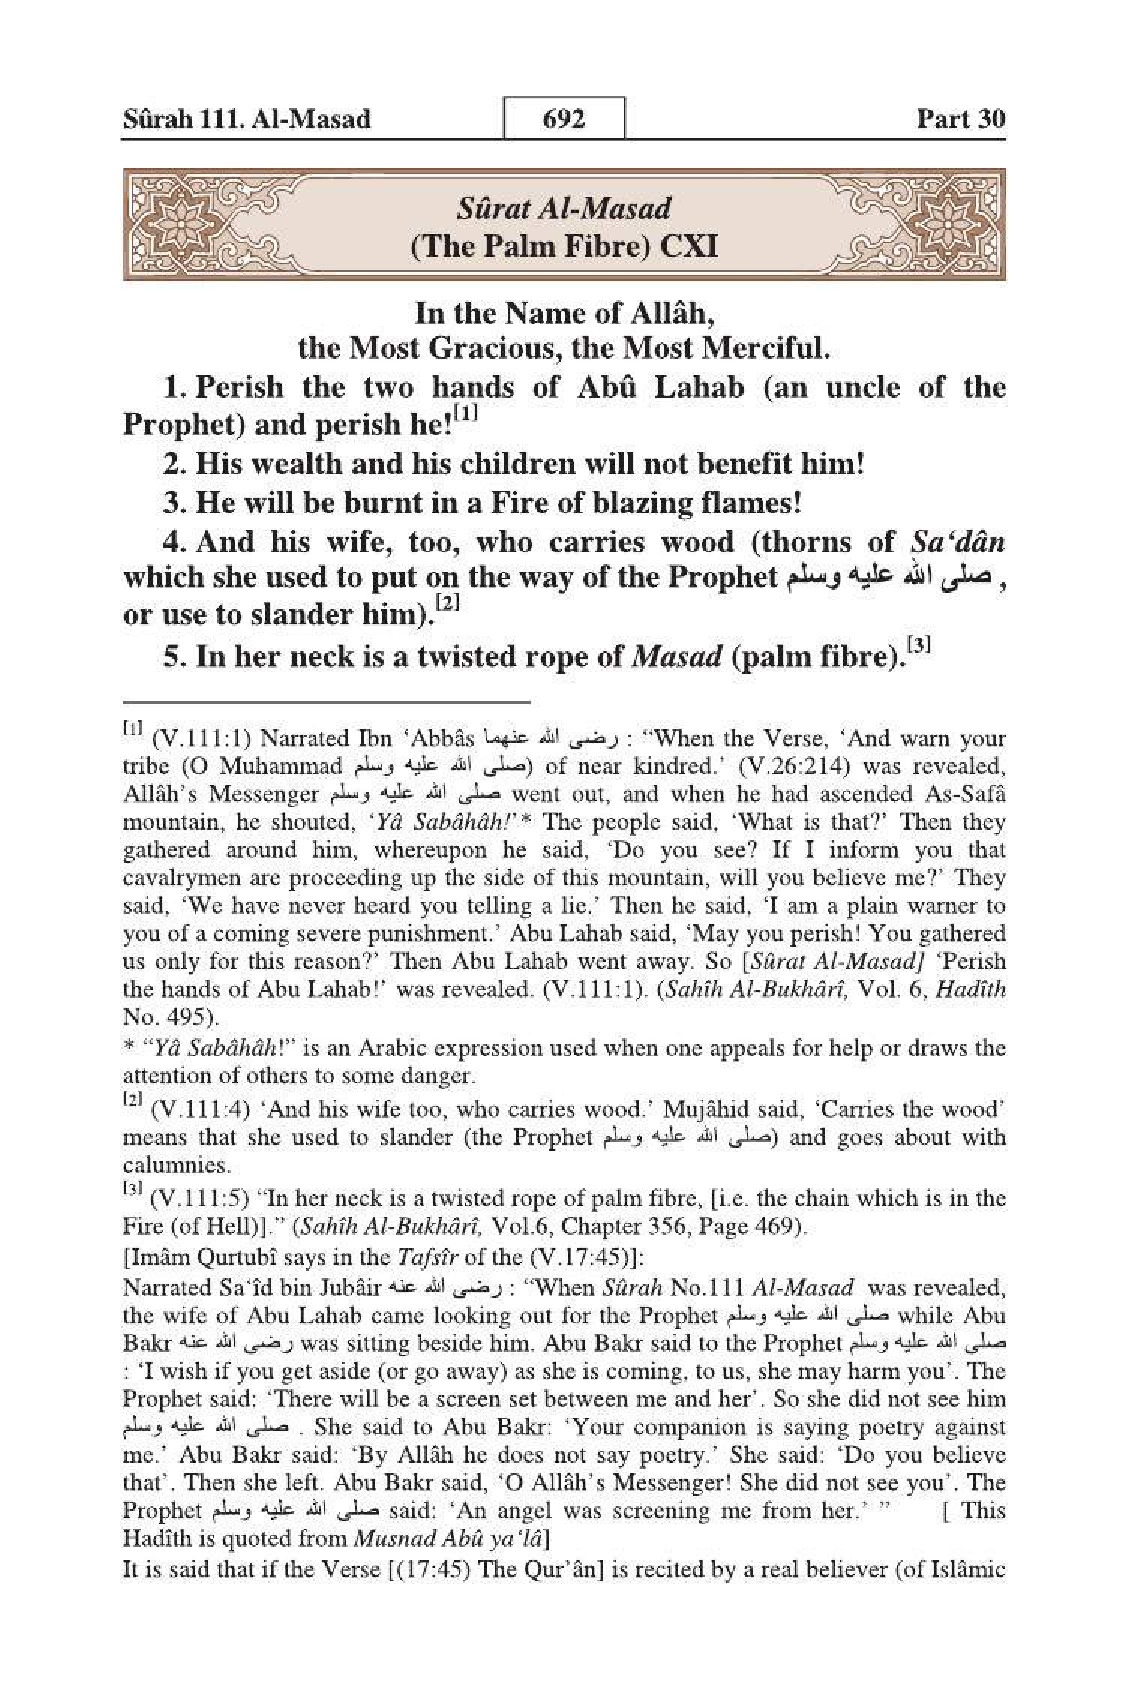 Sûrah 111. Al-Masad 692 Part 30
Sûrat Al-Masad
(The Palm Fibre) CXI
In the Name of Allâh,
the Most Gracious, the Most Merciful.
1. Perish the two hands of Abû Lahab (an uncle of the
Prophet) and perish he![1]
2. His wealth and his children will not benefit him!
3. He will be burnt in a Fire of blazing flames!
4. And his wife, too, who carries wood (thorns of Sa‘dân
which she used to put on the way of the Prophet صلى الله عليه وسلم ,
or use to slander him).[2]
5. In her neck is a twisted rope of Masad (palm fibre).[3]
[1] (V.111:1) Narrated Ibn ‘Abbâs رضى الله عنهما : “When the Verse, ‘And warn your
tribe (O Muhammad صلى الله عليه وسلم) of near kindred.’ (V.26:214) was revealed,
Allâh’s Messenger صلى الله عليه وسلم went out, and when he had ascended As-Safâ
mountain, he shouted, ‘Yâ Sabâhâh!’* The people said, ‘What is that?’ Then they
gathered around him, whereupon he said, ‘Do you see? If I inform you that
cavalrymen are proceeding up the side of this mountain, will you believe me?’ They
said, ‘We have never heard you telling a lie.’ Then he said, ‘I am a plain warner to
you of a coming severe punishment.’ Abu Lahab said, ‘May you perish! You gathered
us only for this reason?’ Then Abu Lahab went away. So [Sûrat Al-Masad] ‘Perish
the hands of Abu Lahab!’ was revealed. (V.111:1). (Sahîh Al-Bukhârî, Vol. 6, Hadîth
No. 495).
* “Yâ Sabâhâh!” is an Arabic expression used when one appeals for help or draws the
attention of others to some danger.
[2] (V.111:4) ‘And his wife too, who carries wood.’ Mujâhid said, ‘Carries the wood’
means that she used to slander (the Prophet صلى الله عليه وسلم) and goes about with
calumnies.
[3] (V.111:5) “In her neck is a twisted rope of palm fibre, [i.e. the chain which is in the
Fire (of Hell)].” (Sahîh Al-Bukhârî, Vol.6, Chapter 356, Page 469).
[Imâm Qurtubî says in the Tafsîr of the (V.17:45)]:
Narrated Sa‘îd bin Jubâir رضى الله عنه : “When Sûrah No.111 Al-Masad was revealed,
the wife of Abu Lahab came looking out for the Prophet صلى الله عليه وسلم while Abu
Bakr رضى الله عنه was sitting beside him. Abu Bakr said to the Prophet صلى الله عليه وسلم
: ‘I wish if you get aside (or go away) as she is coming, to us, she may harm you’. The
Prophet said: ‘There will be a screen set between me and her’. So she did not see him
صلى الله عليه وسلم . She said to Abu Bakr: ‘Your companion is saying poetry against
me.’ Abu Bakr said: ‘By Allâh he does not say poetry.’ She said: ‘Do you believe
that’. Then she left. Abu Bakr said, ‘O Allâh’s Messenger! She did not see you’. The
Prophet صلى الله عليه وسلم said: ‘An angel was screening me from her.’ ” [ This
Hadîth is quoted from Musnad Abû ya‘lâ]
It is said that if the Verse [(17:45) The Qur’ân] is recited by a real believer (of Islâmic